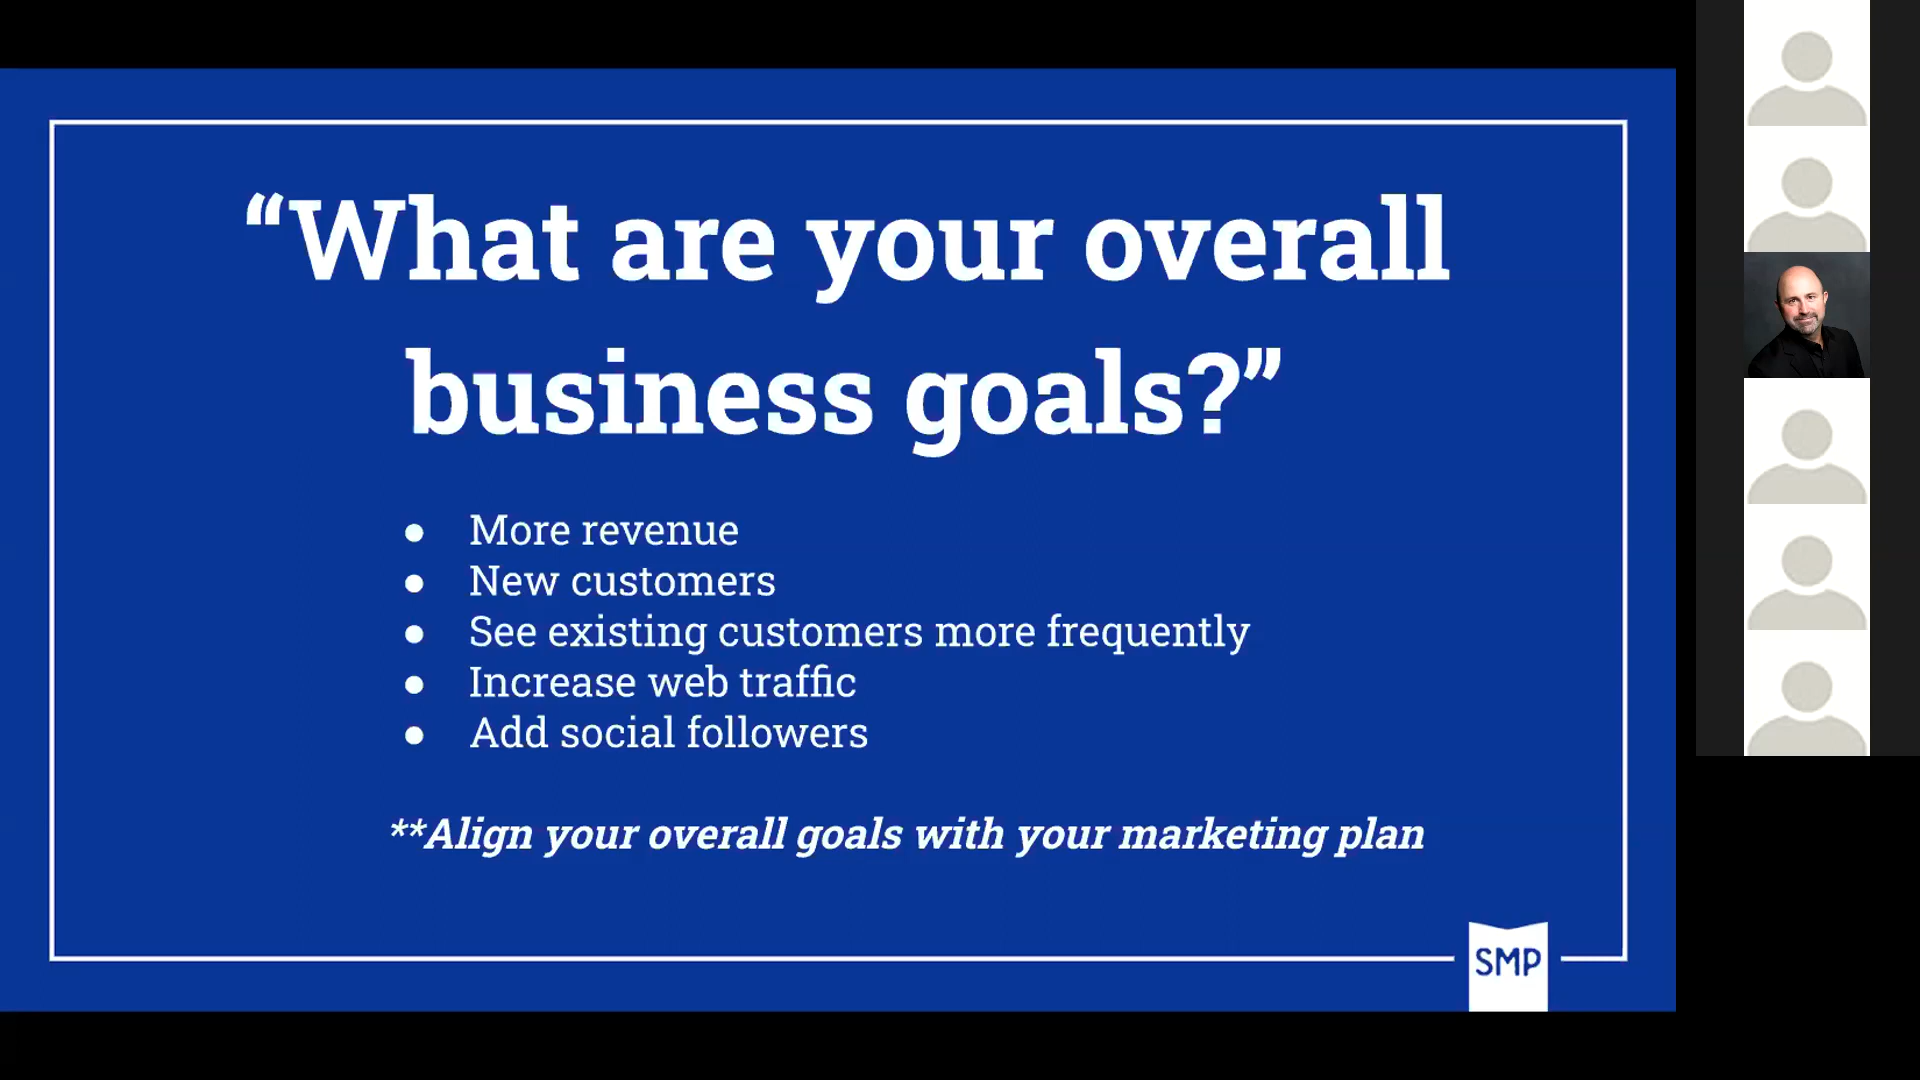 “What are your overall
business goals?”
● More revenue
● New customers
● See existing customers more frequently
● Increase web traffic
● Add social followers
**Align your overall goals with your marketing plan
SMP